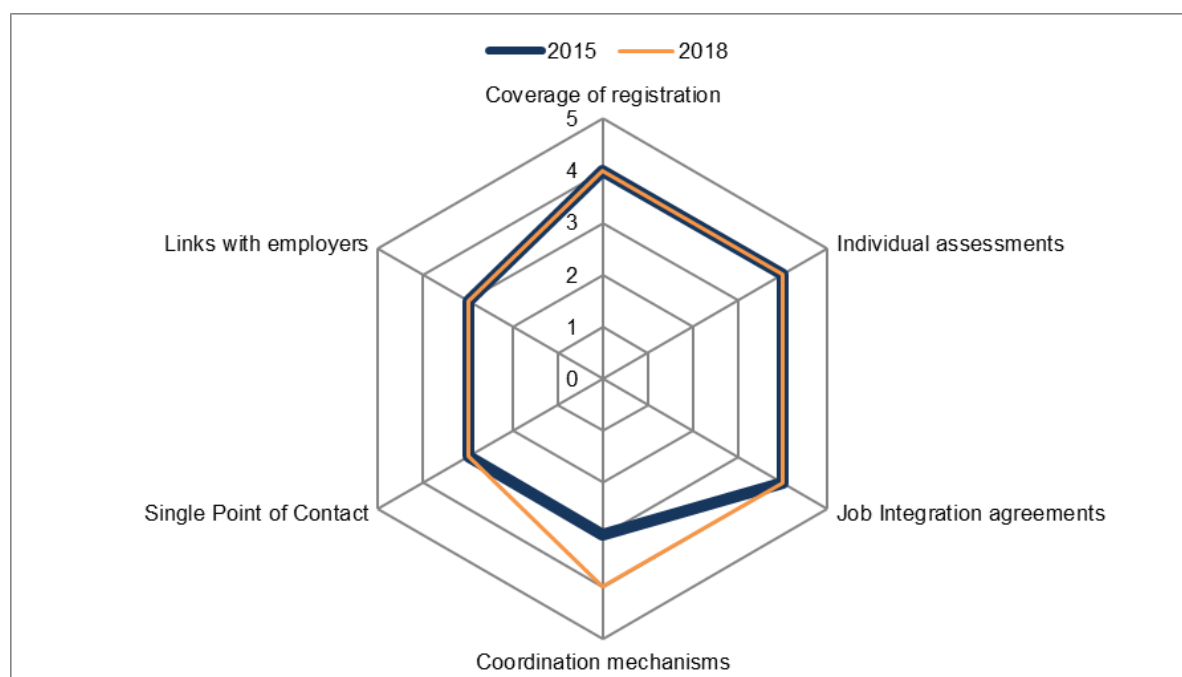 2015 2018
Coverage of registration
5
4
3
Links with employers
Individual assessments
2
1
0
Single Point of Contact
Job Integration agreements
Coordination mechanisms